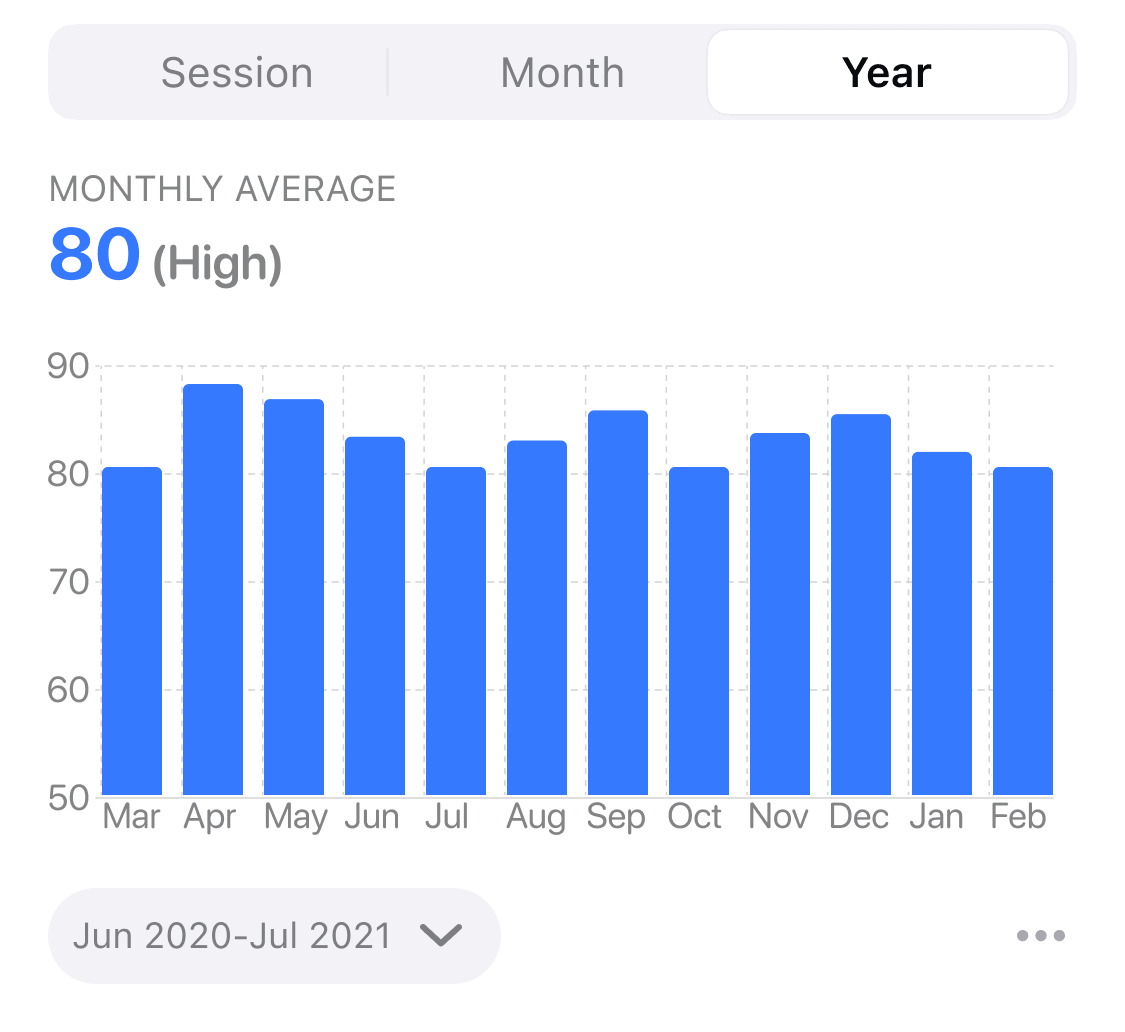 Session Month Year
MONTHLY AVERAGE
80 (High)
90
80
70
60
50
Mar Apr May Jun Jul Aug Sep Oct Nov Dec Jan Feb
Jun 2020-Jul 2021